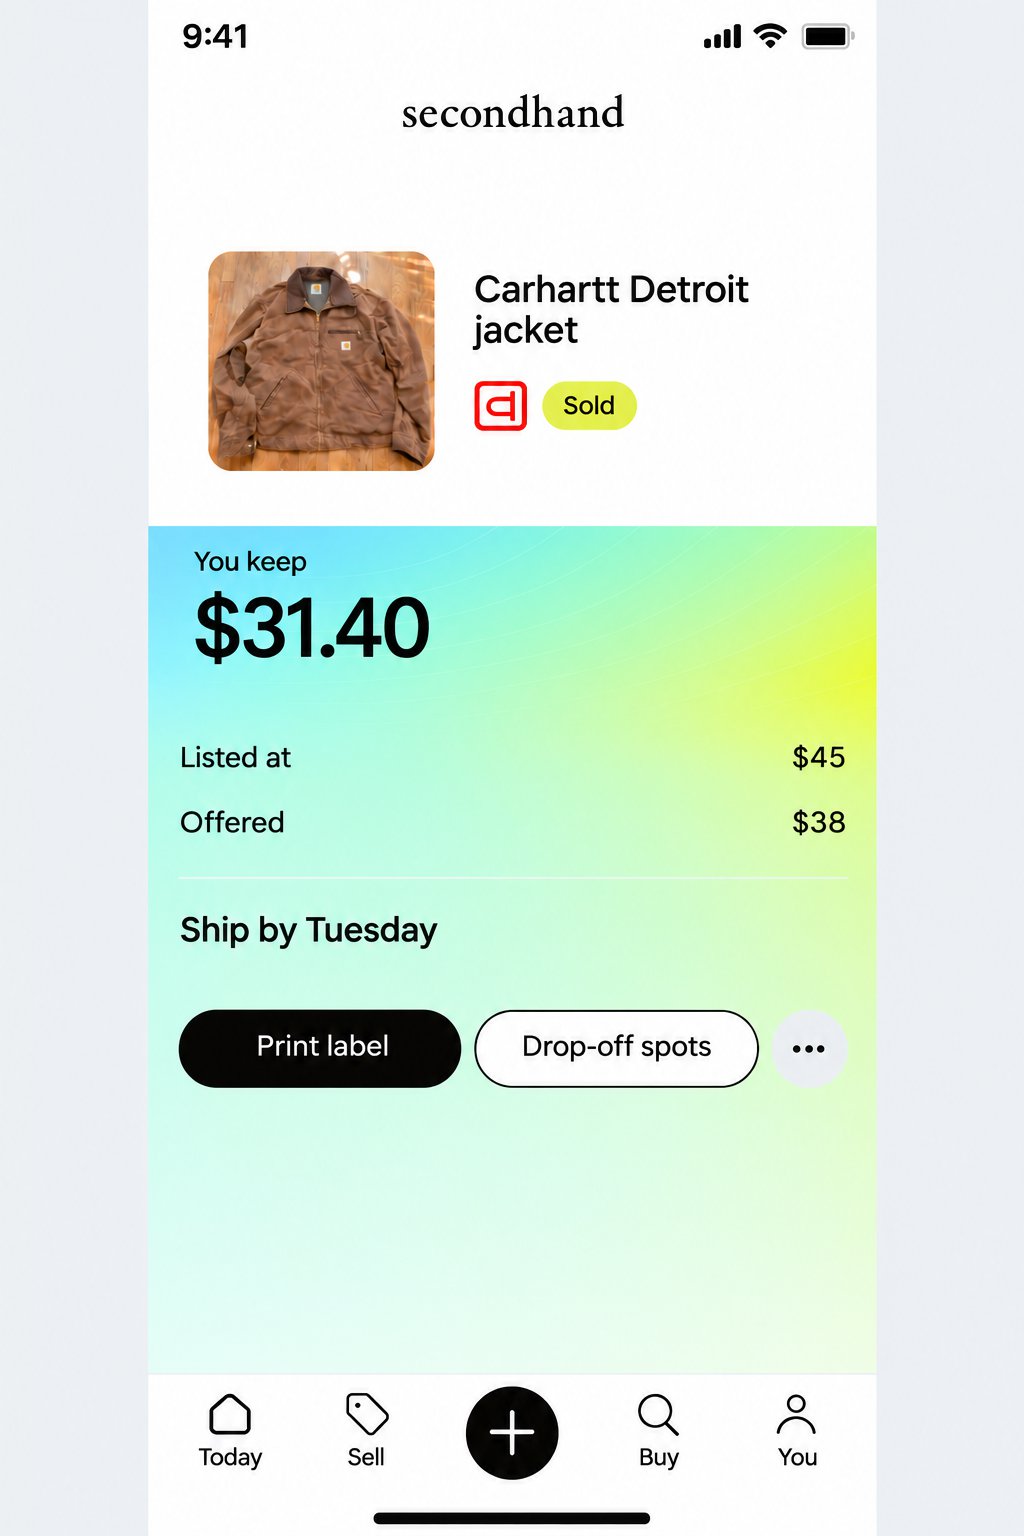 9:41
secondhand
Carhartt Detroit
jacket
Sold
You keep
$31.40
Listed at $45
Offered $38
Ship by Tuesday
Print label Drop-off spots
Today Sell Buy You